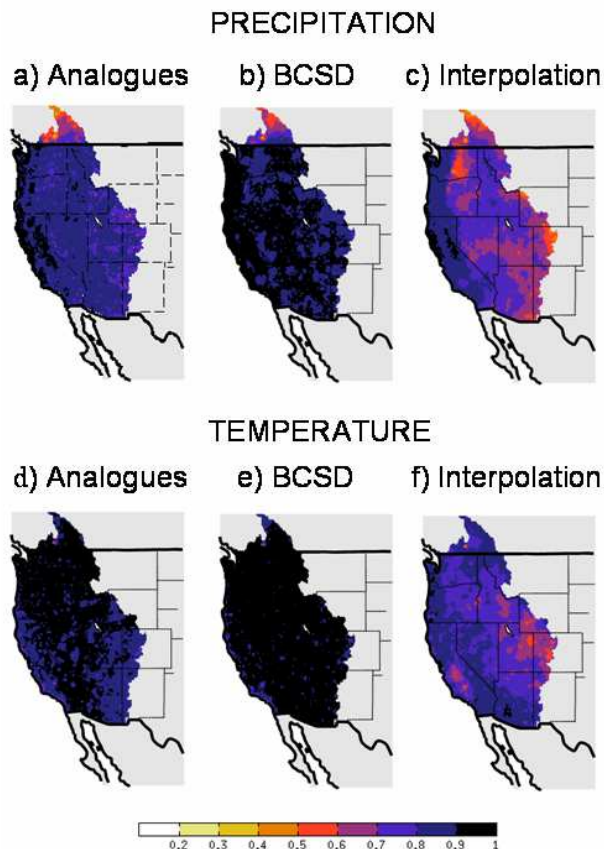 PRECIPITATION
a) Analogues b) BCSD c) Interpolation
TEMPERATURE
d) Analogues e) BCSD f) Interpolation
0.2 0.3 0.4 0.5 0.6 0.7 0.8 0.9 1